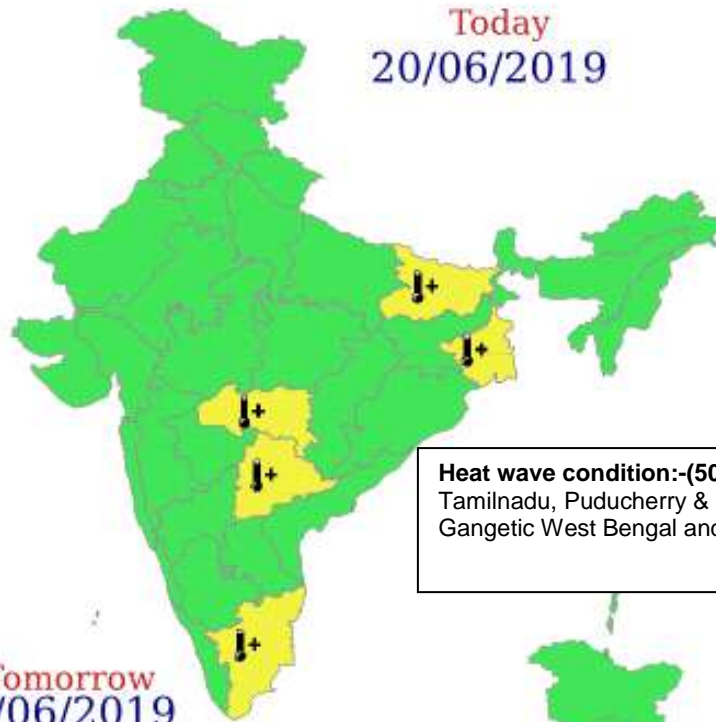 Today
20/06/2019
Heat wave condition:-(50
Tamilnadu, Puducherry &
Gangetic West Bengal and
Tomorrow
/06/2019